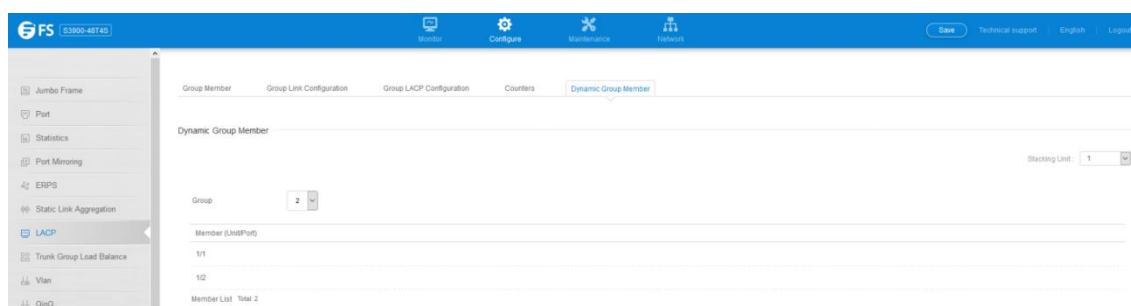 FS S3900-48T4S Monitor Configure Maintenance Network Save Technical support | English | Logout
Jumbo Frame
Port
Statistics
Port Mirroring
ERPS
Static Link Aggregation
LACP
Trunk Group Load Balance
Vlan
QinQ
Group Member Group Link Configuration Group LACP Configuration Counters Dynamic Group Member
Dynamic Group Member
Stacking Unit : 1
Group 2
Member (Unit/Port)
1/1
1/2
Member List Total: 2